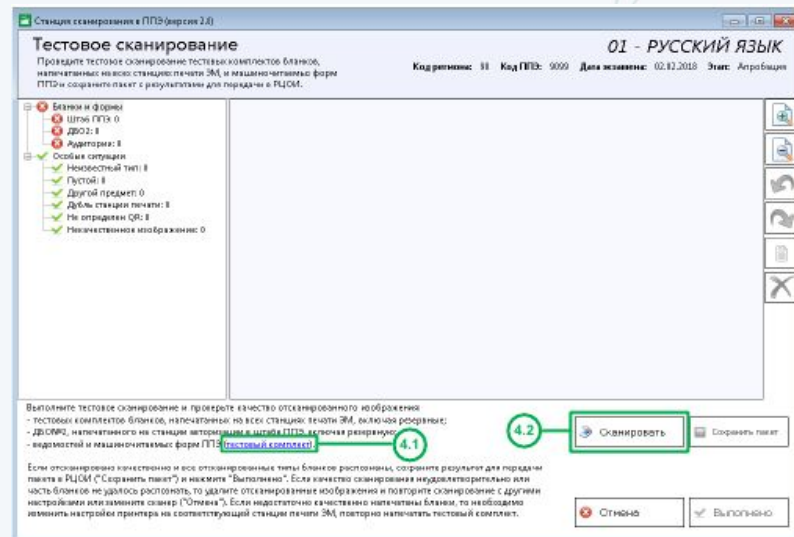 Станция сканирования в ППЭ (версия 2.0)
Тестовое сканирование
01 - РУССКИЙ ЯЗЫК
Проведите тестовое сканирование тестовых комплектов бланков,
напечатанных на всех станциях печати ЭМ, и машиночитаемых форм
ППЭ и сохраните пакет с результатами для передачи в РЦОИ.
Код региона: Код ППЭ: 9099 Дата экзамена: 02.12.2018 Этап: Апробация
Бланки и формы
Штаб ППЭ: 0
ДБО2: 0
Аудитории: 0
Особые ситуации
Неизвестный тип: 0
Пустой: 0
Другой предмет: 0
Дубль станции печати: 0
Не определен QR: 0
Некачественное изображение: 0
Выполните тестовое сканирование и проверьте качество отсканированного изображения
- тестовых комплектов бланков, напечатанных на всех станциях печати ЭМ, включая резервные;
- ДБО№2, напечатанного на станции авторизации в штабе ППЭ, включая резервную;
- ведомостей и машиночитаемых форм ППЭ (тестовый комплект).
4.1
4.2
Сканировать
Сохранить пакет
Если отсканировано качественно и все отсканированные типы бланков распознаны, сохраните результат для передачи
пакета в РЦОИ ("Сохранить пакет") и нажмите "Выполнено". Если качество сканирования неудовлетворительно или
часть бланков не удалось распознать, то удалите отсканированные изображения и повторите сканирование с другими
настройками или замените сканер ("Отмена"). Если недостаточно качественно напечатаны бланки, то необходимо
изменить настройки принтера на соответствующей станции печати ЭМ, повторно напечатать тестовый комплект.
Отмена
Выполнено